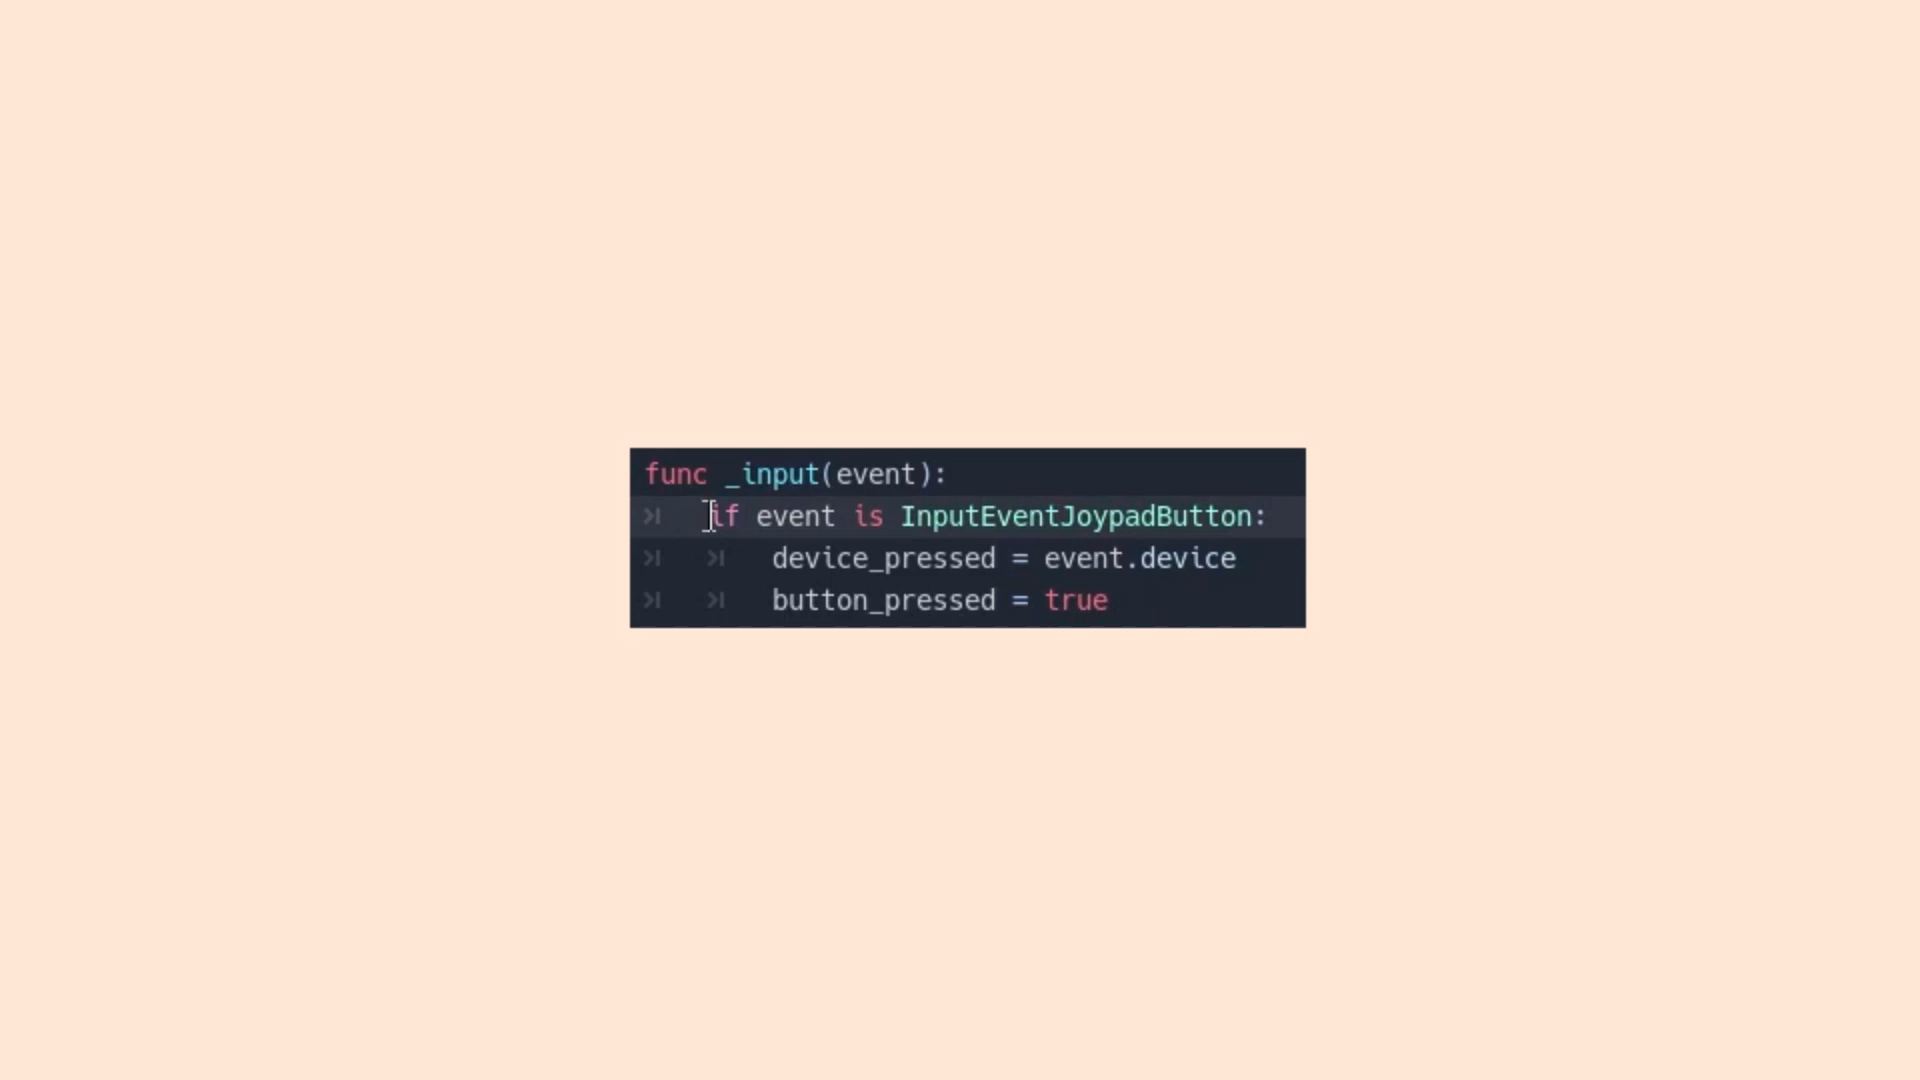 func _input(event):
if event is InputEventJoypadButton:
device_pressed = event.device
button_pressed = true